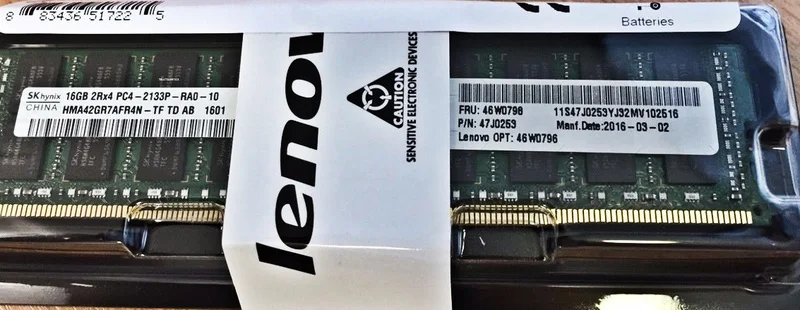 8 83436 51722 5
Batteries
SKhynix 16GB 2Rx4 PC4-2133P-RA0-10
CHINA HMA42GR7AFR4N-TF TD AB 1601
lenov
CAUTION
SENSITIVE ELECTRONIC DEVICES
FRU: 46W0798 11S47J0253YJ32MV102516
P/N: 47J0253 Manf.Date:2016-03-02
Lenovo OPT: 46W0796